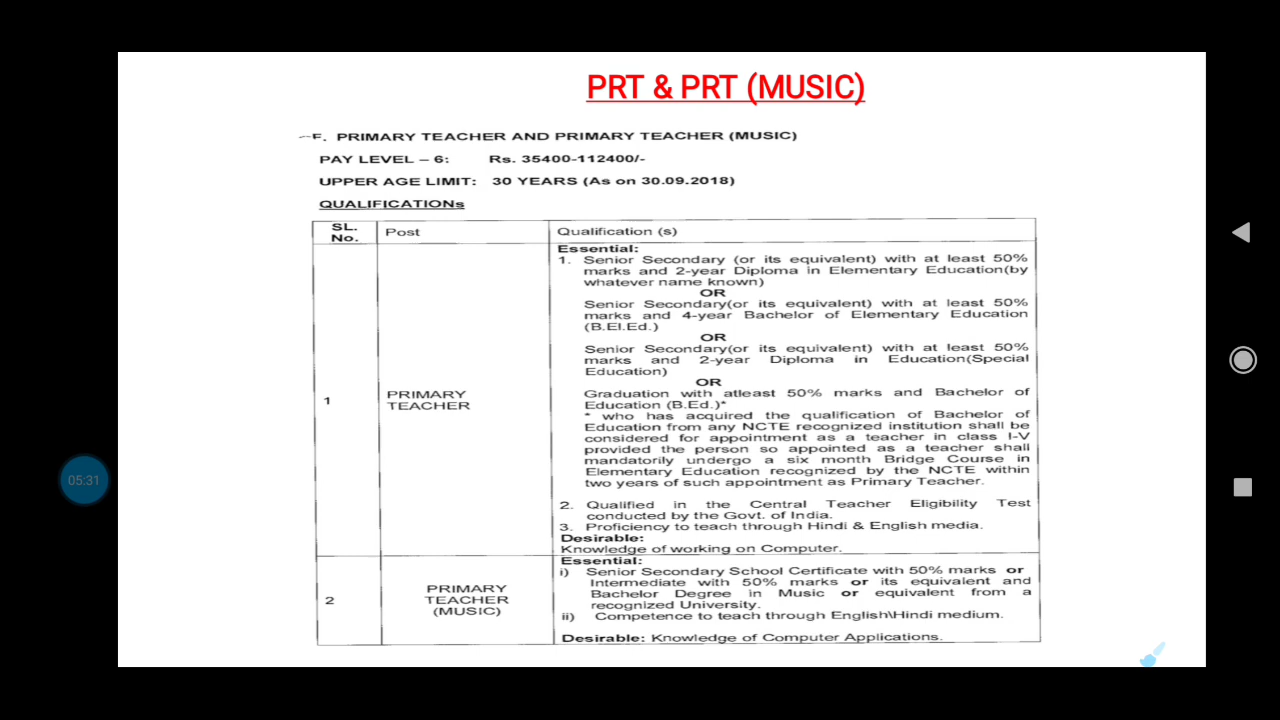 PRT & PRT (MUSIC)
F. PRIMARY TEACHER AND PRIMARY TEACHER (MUSIC)
PAY LEVEL – 6: Rs. 35400-112400/-
UPPER AGE LIMIT: 30 YEARS (As on 30.09.2018)
QUALIFICATIONs
SL. No. Post Qualification (s)
Essential:
1. Senior Secondary (or its equivalent) with at least 50%
marks and 2-year Diploma in Elementary Education(by
whatever name known)
OR
Senior Secondary(or its equivalent) with at least 50%
marks and 4-year Bachelor of Elementary Education
(B.El.Ed.)
OR
Senior Secondary(or its equivalent) with at least 50%
marks and 2-year Diploma in Education(Special
Education)
OR
1 PRIMARY TEACHER
Graduation with atleast 50% marks and Bachelor of
Education (B.Ed.)*
* who has acquired the qualification of Bachelor of
Education from any NCTE recognized institution shall be
considered for appointment as a teacher in class I-V
provided the person so appointed as a teacher shall
mandatorily undergo a six month Bridge Course in
Elementary Education recognized by the NCTE within
two years of such appointment as Primary Teacher.
2. Qualified in the Central Teacher Eligibility Test
conducted by the Govt. of India.
3. Proficiency to teach through Hindi & English media.
Desirable:
Knowledge of working on Computer.
2 PRIMARY TEACHER (MUSIC)
Essential:
i) Senior Secondary School Certificate with 50% marks or
Intermediate with 50% marks or its equivalent and
Bachelor Degree in Music or equivalent from a
recognized University.
ii) Competence to teach through English\Hindi medium.
Desirable: Knowledge of Computer Applications.
05:31